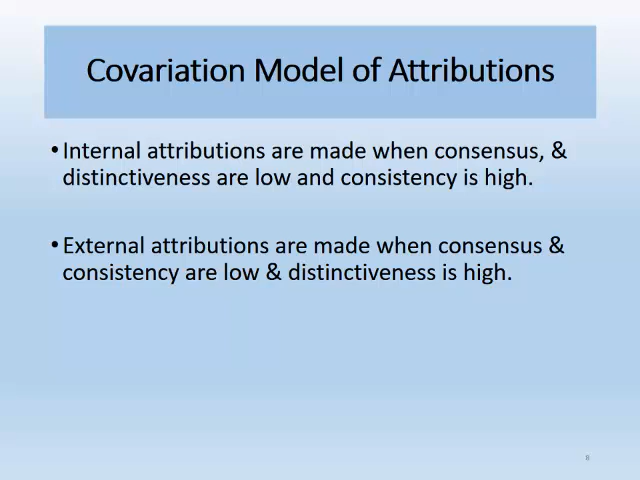 Covariation Model of Attributions
•Internal attributions are made when consensus, &
distinctiveness are low and consistency is high.
•External attributions are made when consensus &
consistency are low & distinctiveness is high.
8